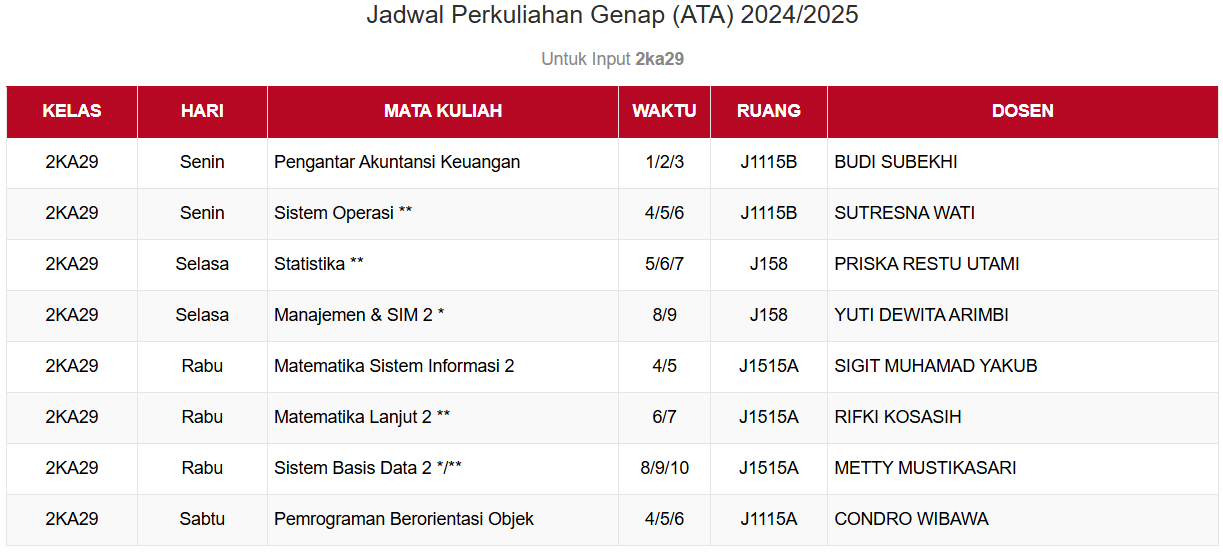 Jadwal Perkuliahan Genap (ATA) 2024/2025
Untuk Input 2ka29
KELAS HARI MATA KULIAH WAKTU RUANG DOSEN
2KA29 Senin Pengantar Akuntansi Keuangan 1/2/3 J1115B BUDI SUBEKHI
2KA29 Senin Sistem Operasi ** 4/5/6 J1115B SUTRESNA WATI
2KA29 Selasa Statistika ** 5/6/7 J158 PRISKA RESTU UTAMI
2KA29 Selasa Manajemen & SIM 2 * 8/9 J158 YUTI DEWITA ARIMBI
2KA29 Rabu Matematika Sistem Informasi 2 4/5 J1515A SIGIT MUHAMAD YAKUB
2KA29 Rabu Matematika Lanjut 2 ** 6/7 J1515A RIFKI KOSASIH
2KA29 Rabu Sistem Basis Data 2 */** 8/9/10 J1515A METTY MUSTIKASARI
2KA29 Sabtu Pemrograman Berorientasi Objek 4/5/6 J1115A CONDRO WIBAWA